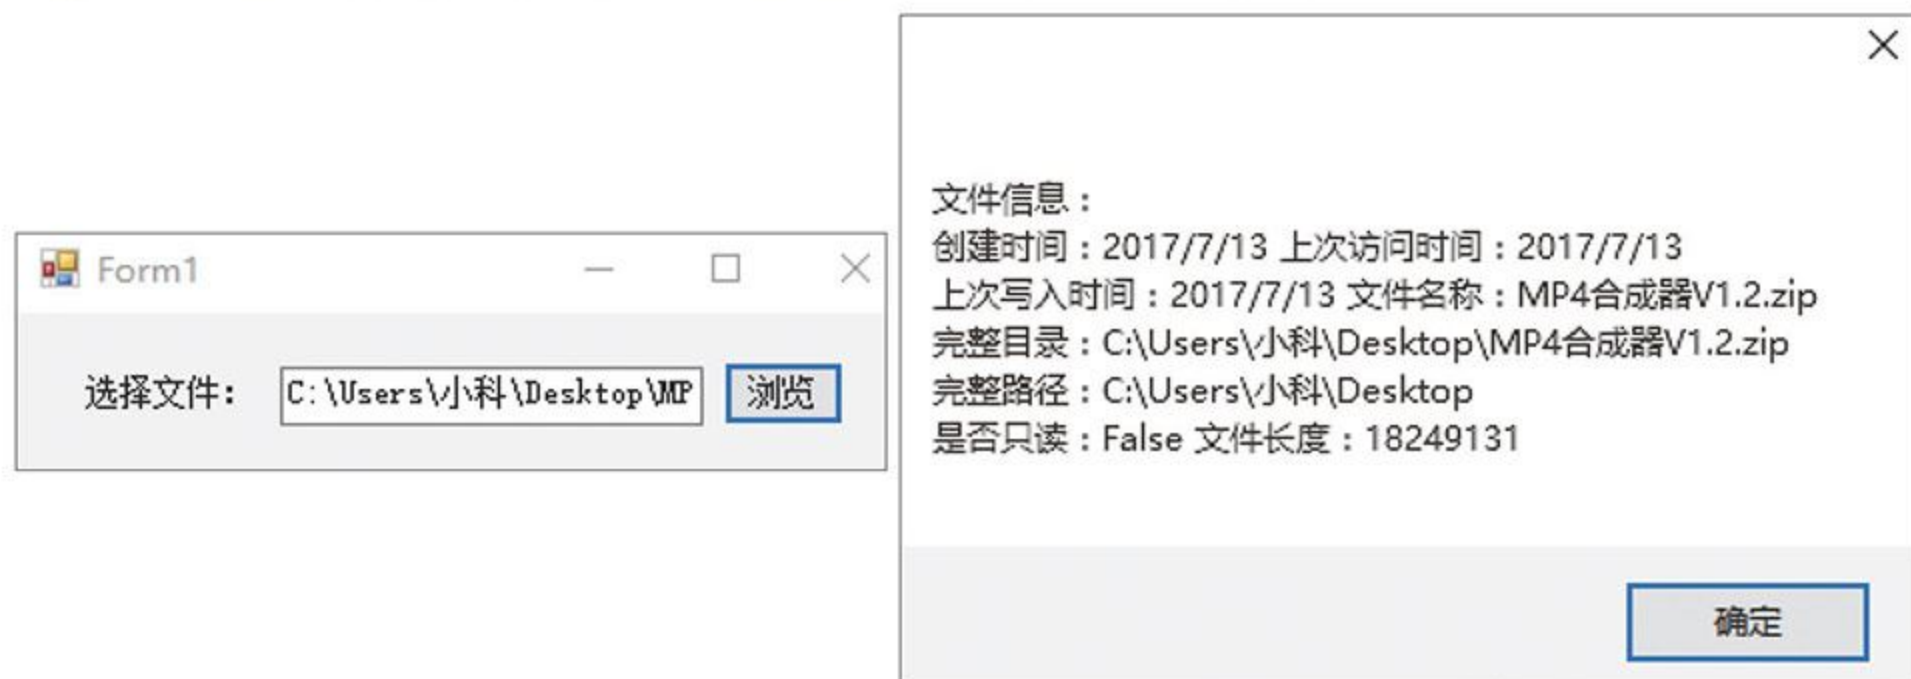 Form1
选择文件： C:\Users\小科\Desktop\MP 浏览
文件信息：
创建时间：2017/7/13 上次访问时间：2017/7/13
上次写入时间：2017/7/13 文件名称：MP4合成器V1.2.zip
完整目录：C:\Users\小科\Desktop\MP4合成器V1.2.zip
完整路径：C:\Users\小科\Desktop
是否只读：False 文件长度：18249131
确定